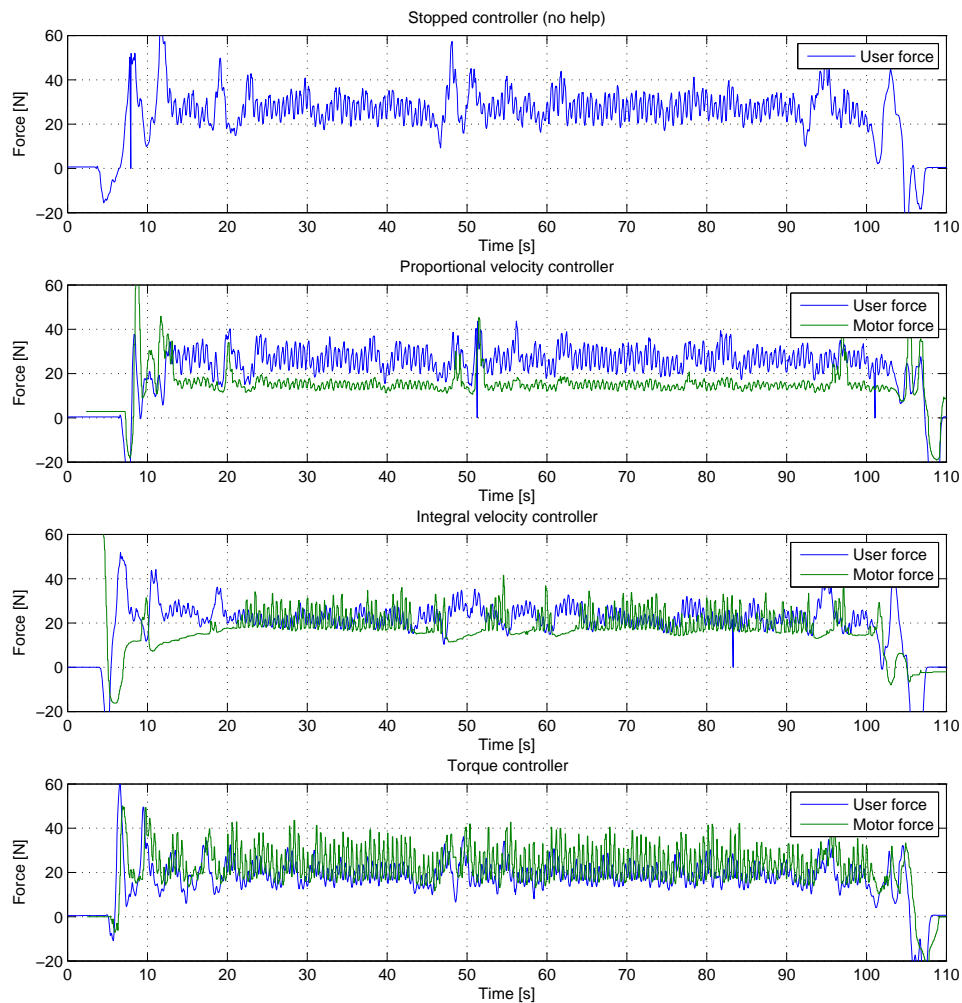 Stopped controller (no help)
60
40
20
0
−20
Force [N]
User force
0 10 20 30 40 50 60 70 80 90 100 110
Time [s]
Proportional velocity controller
60
40
20
0
−20
Force [N]
User force
Motor force
0 10 20 30 40 50 60 70 80 90 100 110
Time [s]
Integral velocity controller
60
40
20
0
−20
Force [N]
User force
Motor force
0 10 20 30 40 50 60 70 80 90 100 110
Time [s]
Torque controller
60
40
20
0
−20
Force [N]
User force
Motor force
0 10 20 30 40 50 60 70 80 90 100 110
Time [s]